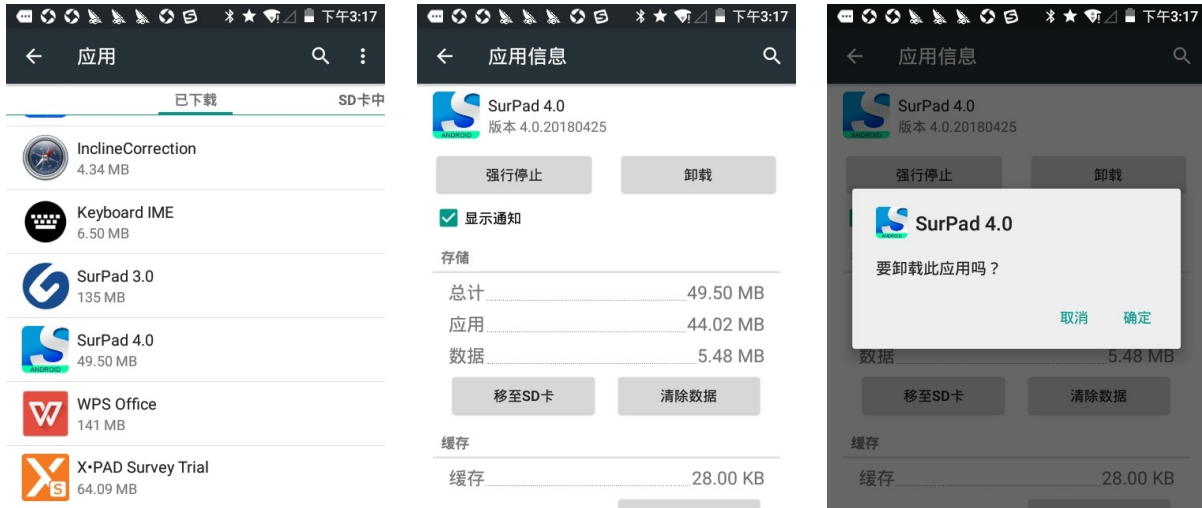 下午3:17
应用
已下载
SD卡中
InclineCorrection
4.34 MB
Keyboard IME
6.50 MB
SurPad 3.0
135 MB
ANDROID
SurPad 4.0
49.50 MB
WPS Office
141 MB
X•PAD Survey Trial
64.09 MB
下午3:17
应用信息
ANDROID
SurPad 4.0
版本 4.0.20180425
强行停止
卸载
显示通知
存储
总计 49.50 MB
应用 44.02 MB
数据 5.48 MB
移至SD卡
清除数据
缓存
缓存 28.00 KB
下午3:17
应用信息
ANDROID
SurPad 4.0
版本 4.0.20180425
强行停止
卸载
ANDROID
SurPad 4.0
要卸载此应用吗？
取消
确定
数据 5.48 MB
移至SD卡
清除数据
缓存
缓存 28.00 KB